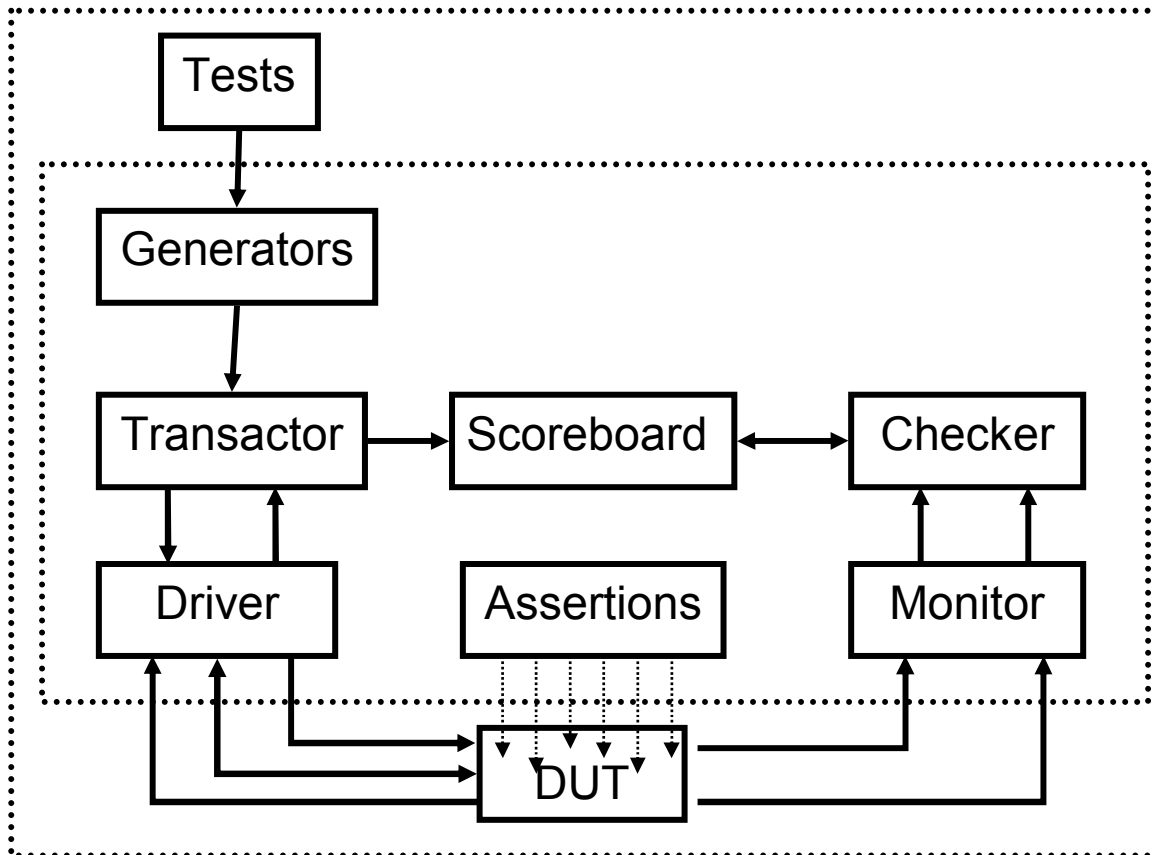 Tests
Generators
Transactor
Scoreboard
Checker
Driver
Assertions
Monitor
DUT